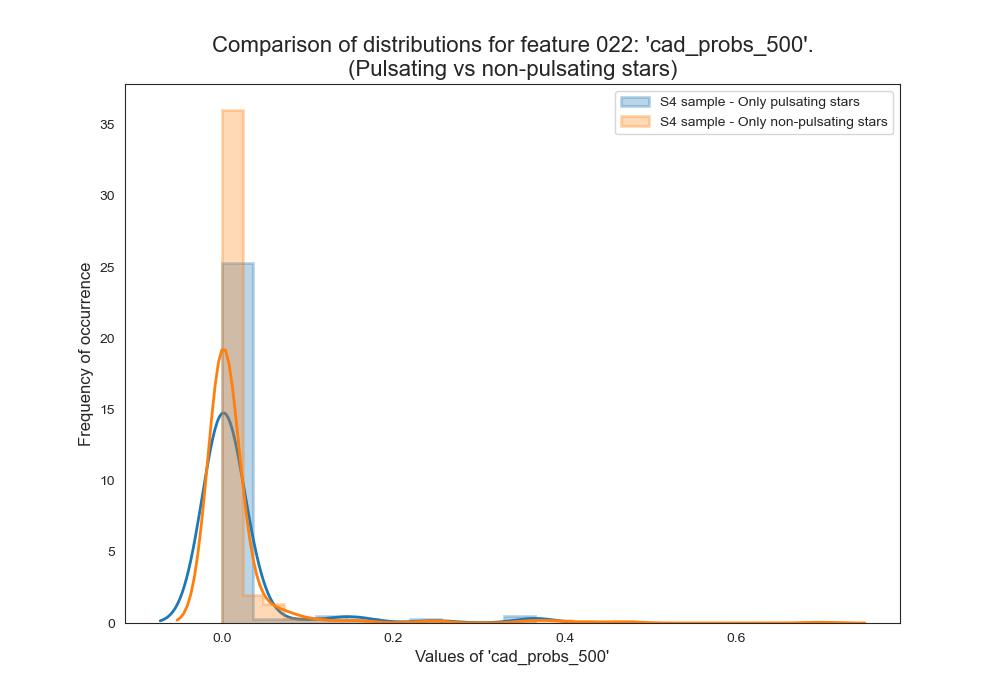 Comparison of distributions for feature 022: 'cad_probs_500'.
(Pulsating vs non-pulsating stars)
S4 sample - Only pulsating stars
S4 sample - Only non-pulsating stars
35
30
25
20
15
10
5
0
Frequency of occurrence
0.0 0.2 0.4 0.6
Values of 'cad_probs_500'